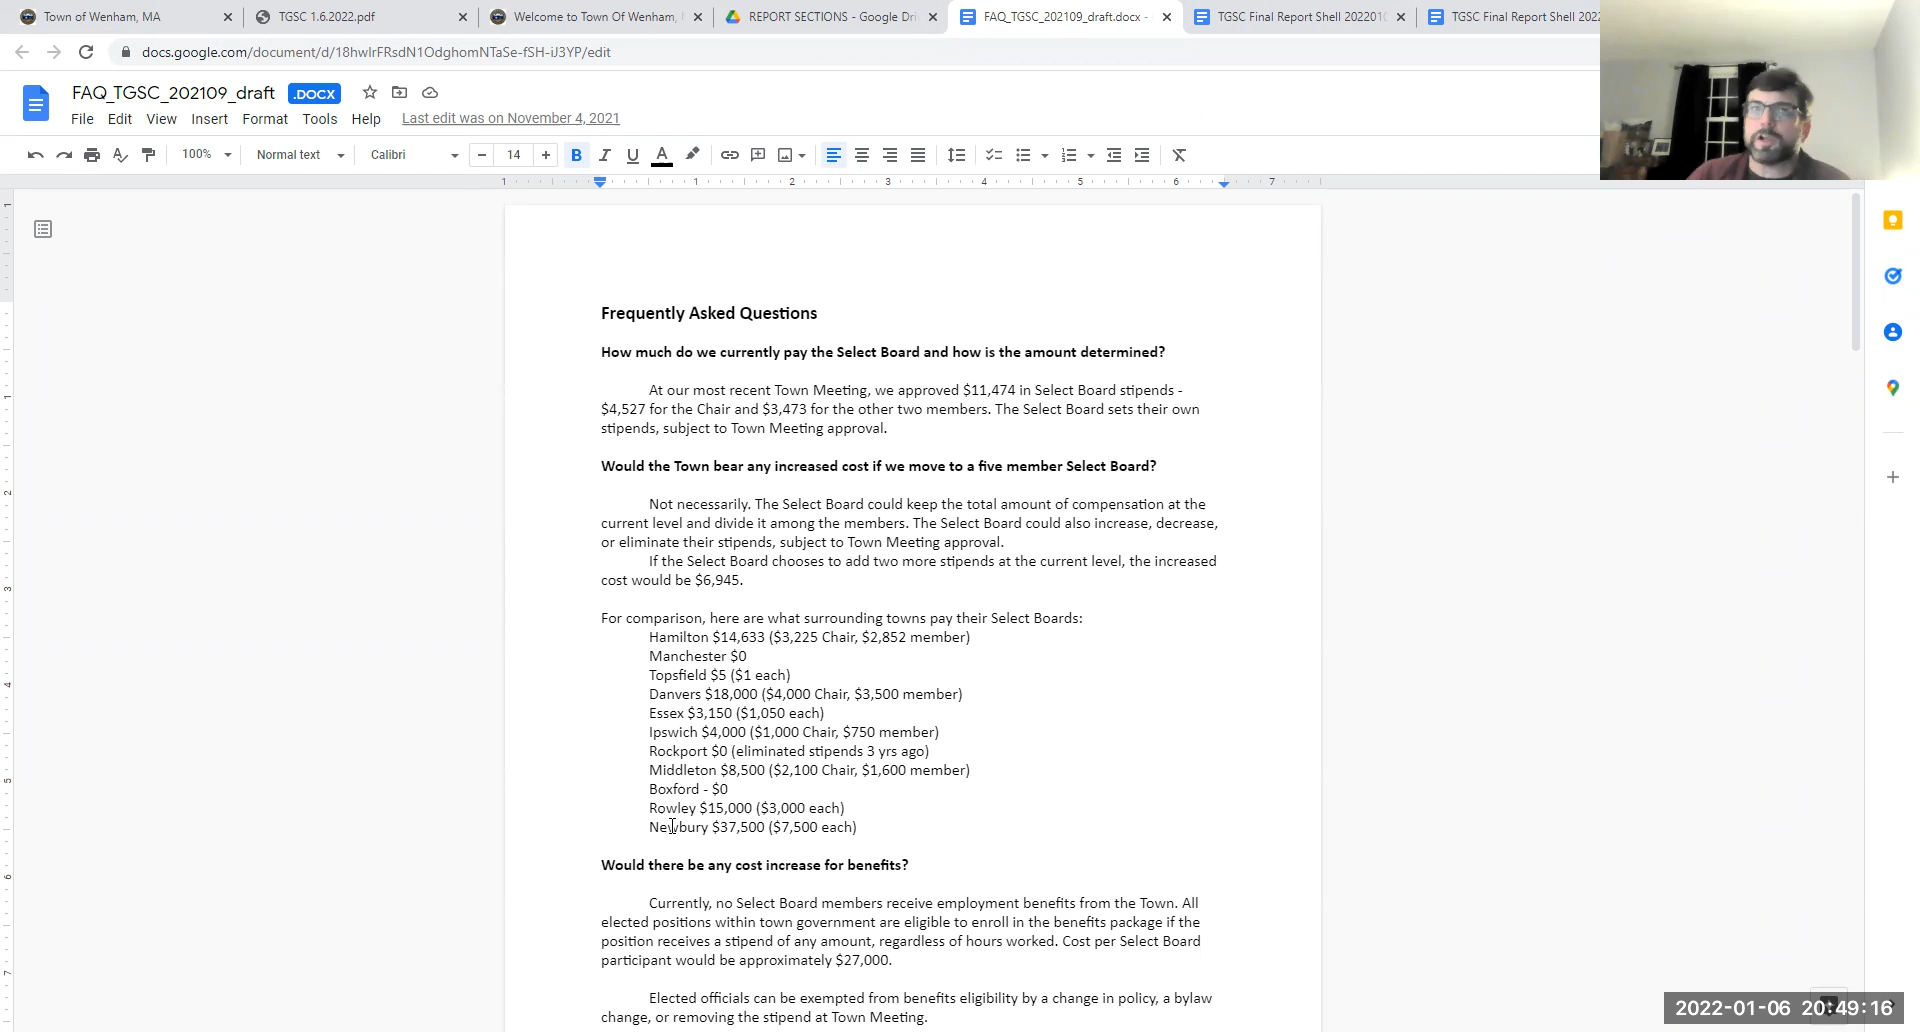 Town of Wenham, MA
TGSC 1.6.2022.pdf
Welcome to Town Of Wenham,
REPORT SECTIONS - Google Dri
FAQ_TGSC_202109_draft.docx -
TGSC Final Report Shell 2022010
TGSC Final Report Shell 2022
docs.google.com/document/d/18hwlrFRsdN1OdghomNTaSe-fSH-iJ3YP/edit
FAQ_TGSC_202109_draft .DOCX
File Edit View Insert Format Tools Help Last edit was on November 4, 2021
100% Normal text Calibri 14 B I U A
1 1 2 3 4 5 6 7
Frequently Asked Questions
How much do we currently pay the Select Board and how is the amount determined?
At our most recent Town Meeting, we approved $11,474 in Select Board stipends -
$4,527 for the Chair and $3,473 for the other two members. The Select Board sets their own
stipends, subject to Town Meeting approval.
Would the Town bear any increased cost if we move to a five member Select Board?
Not necessarily. The Select Board could keep the total amount of compensation at the
current level and divide it among the members. The Select Board could also increase, decrease,
or eliminate their stipends, subject to Town Meeting approval.
If the Select Board chooses to add two more stipends at the current level, the increased
cost would be $6,945.
For comparison, here are what surrounding towns pay their Select Boards:
Hamilton $14,633 ($3,225 Chair, $2,852 member)
Manchester $0
Topsfield $5 ($1 each)
Danvers $18,000 ($4,000 Chair, $3,500 member)
Essex $3,150 ($1,050 each)
Ipswich $4,000 ($1,000 Chair, $750 member)
Rockport $0 (eliminated stipends 3 yrs ago)
Middleton $8,500 ($2,100 Chair, $1,600 member)
Boxford - $0
Rowley $15,000 ($3,000 each)
Newbury $37,500 ($7,500 each)
Would there be any cost increase for benefits?
Currently, no Select Board members receive employment benefits from the Town. All
elected positions within town government are eligible to enroll in the benefits package if the
position receives a stipend of any amount, regardless of hours worked. Cost per Select Board
participant would be approximately $27,000.
Elected officials can be exempted from benefits eligibility by a change in policy, a bylaw
change, or removing the stipend at Town Meeting.
2022-01-06 20:49:16